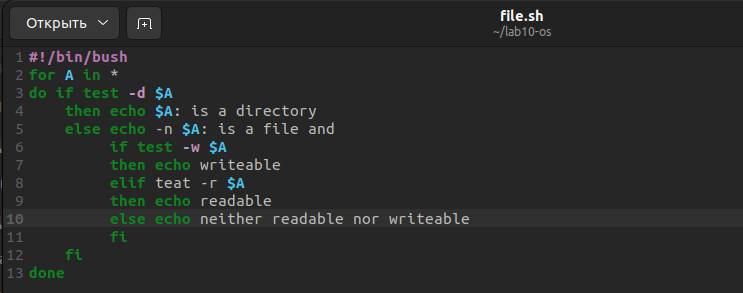 Открыть
file.sh
~/lab10-os
1 #!/bin/bush
2 for A in *
3 do if test -d $A
4     then echo $A: is a directory
5     else echo -n $A: is a file and
6          if test -w $A
7          then echo writeable
8          elif teat -r $A
9          then echo readable
10          else echo neither readable nor writeable
11          fi
12     fi
13 done